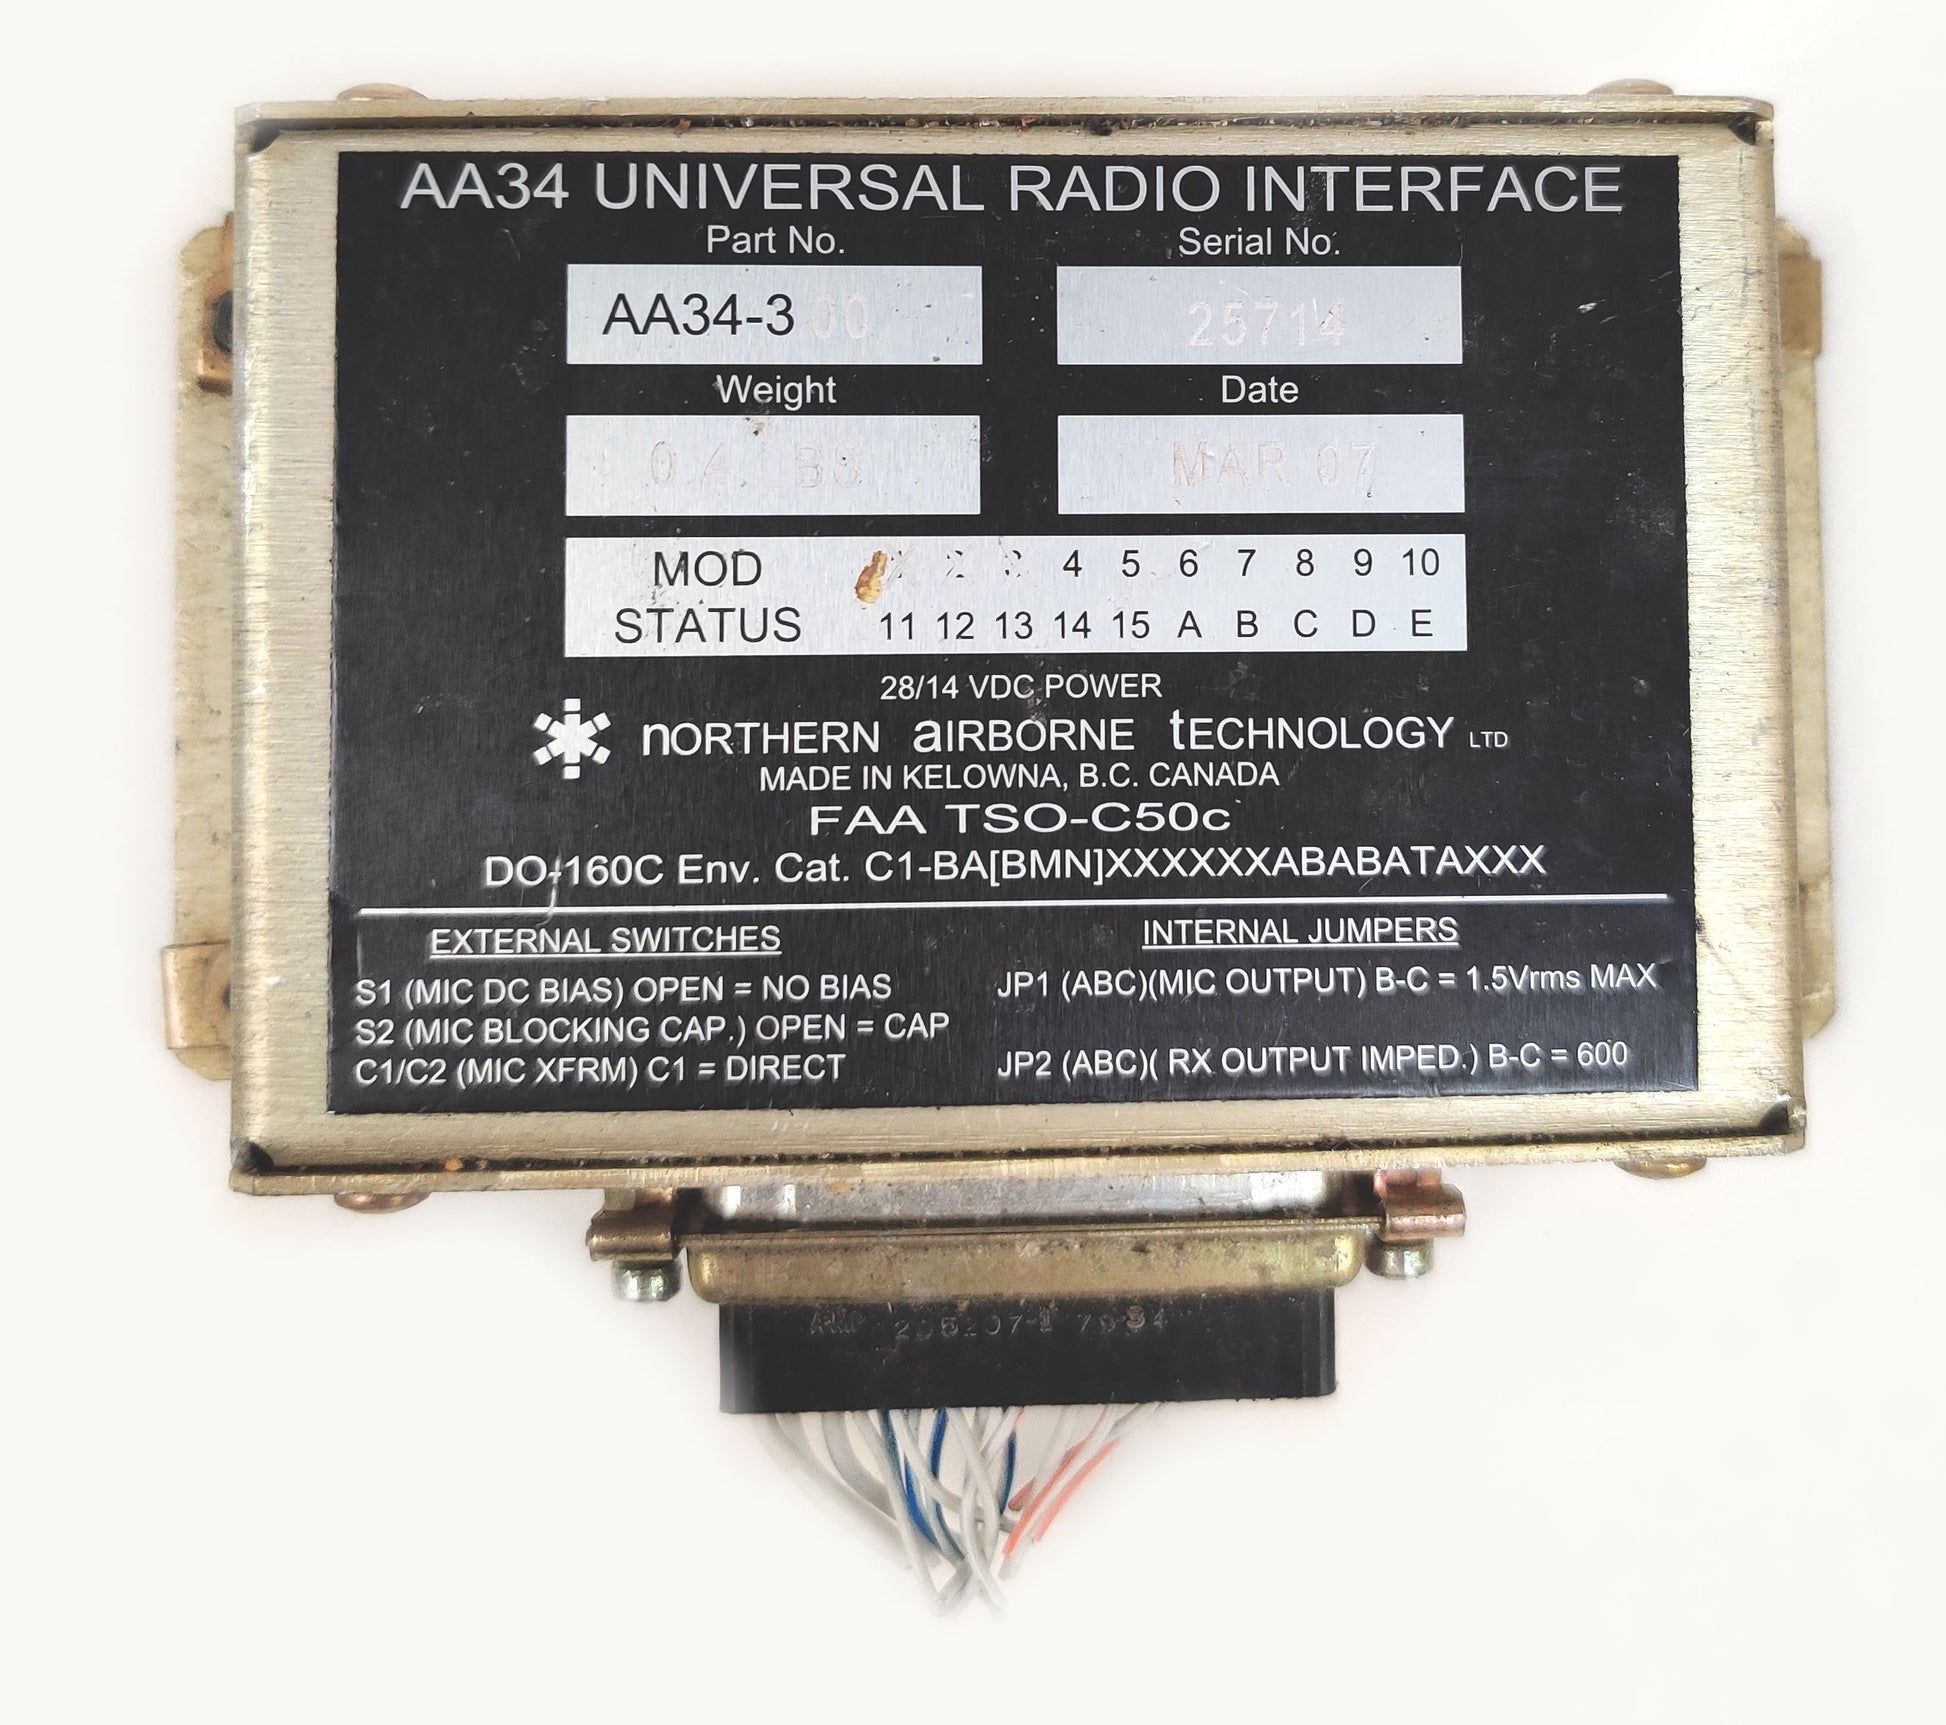 AA34 UNIVERSAL RADIO INTERFACE
Part No. Serial No.
AA34-300 25714
Weight Date
0.4 LBS MAR 07
MOD 4 5 6 7 8 9 10
STATUS 11 12 13 14 15 A B C D E
28/14 VDC POWER
nORTHERN aIRBORNE tECHNOLOGY LTD
MADE IN KELOWNA, B.C. CANADA
FAA TSO-C50c
DO-160C Env. Cat. C1-BA[BMN]XXXXXXABABATAXXX
EXTERNAL SWITCHES
S1 (MIC DC BIAS) OPEN = NO BIAS
S2 (MIC BLOCKING CAP.) OPEN = CAP
C1/C2 (MIC XFRM) C1 = DIRECT
INTERNAL JUMPERS
JP1 (ABC)(MIC OUTPUT) B-C = 1.5Vrms MAX
JP2 (ABC)( RX OUTPUT IMPED.) B-C = 600